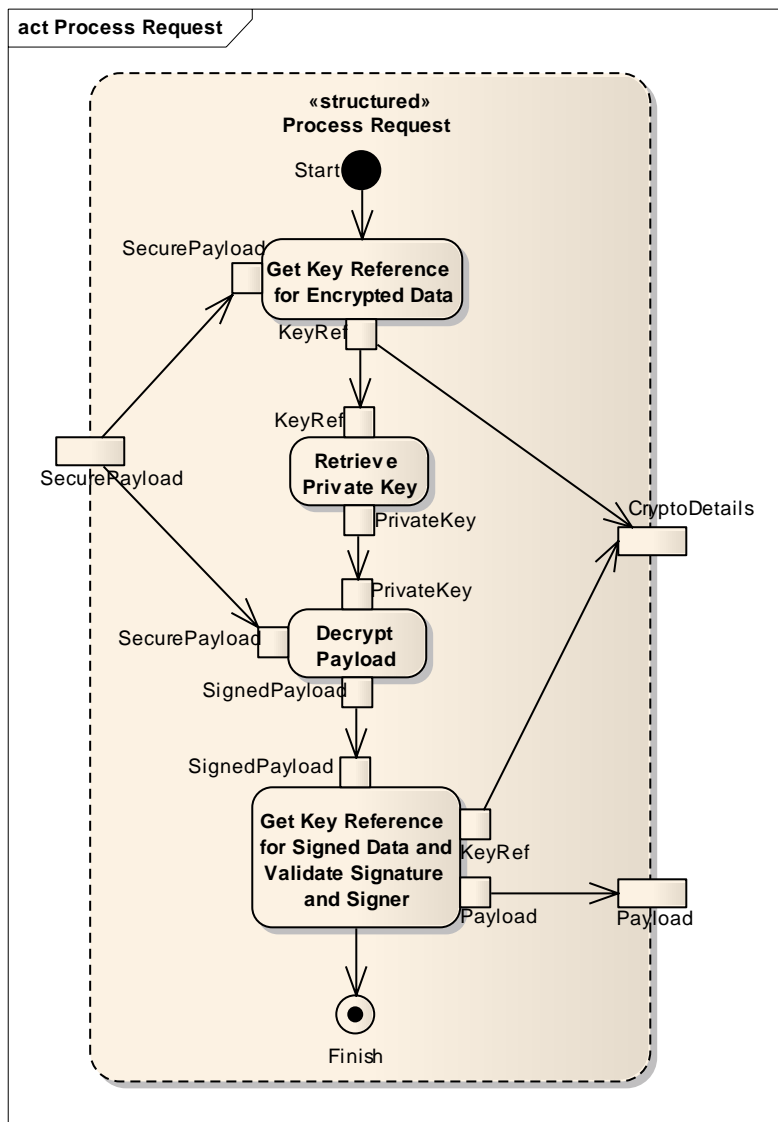 act Process Request
«structured»
Process Request
Start
SecurePayload
Get Key Reference
for Encrypted Data
KeyRef
KeyRef
Retrieve
Private Key
SecurePayload
PrivateKey
CryptoDetails
PrivateKey
Decrypt
Payload
SecurePayload
SignedPayload
SignedPayload
Get Key Reference
for Signed Data and
Validate Signature
and Signer
KeyRef
Payload
Payload
Finish